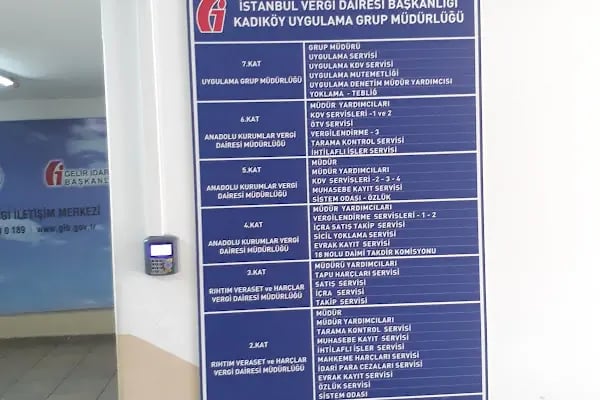 İSTANBUL VERGİ DAİRESİ BAŞKANLIĞI
KADIKÖY UYGULAMA GRUP MÜDÜRLÜĞÜ
7.KAT
UYGULAMA GRUP MÜDÜRLÜĞÜ
GRUP MÜDÜRÜ
UYGULAMA SERVİSİ
UYGULAMA KDV SERVİSİ
UYGULAMA MUTEMETLİĞİ
UYGULAMA DENETİM MÜDÜR YARDIMCISI
YOKLAMA - TEBLİĞ
6.KAT
ANADOLU KURUMLAR VERGİ
DAİRESİ MÜDÜRLÜĞÜ
MÜDÜR YARDIMCILARI
KDV SERVİSLERİ -1 ve 2
ÖTV SERVİSİ
VERGİLENDİRME - 3
TARAMA KONTROL SERVİSİ
İHTİLAFLI İŞLER SERVİSİ
5.KAT
ANADOLU KURUMLAR VERGİ
DAİRESİ MÜDÜRLÜĞÜ
MÜDÜR
MÜDÜR YARDIMCILARI
KDV SERVİSLERİ -2 - 3 - 4
MUHASEBE KAYIT SERVİSİ
SİSTEM ODASI - ÖZLÜK
4.KAT
ANADOLU KURUMLAR VERGİ
DAİRESİ MÜDÜRLÜĞÜ
MÜDÜR YARDIMCILARI
VERGİLENDİRME SERVİSLERİ - 1 - 2
İÇRA SATIŞ TAKİP SERVİSİ
SİCİL YOKLAMA SERVİSİ
EVRAK KAYIT SERVİSİ
18 NOLU DAİMİ TAKDİR KOMİSYONU
3.KAT
RIHTIM VERASET ve HARÇLAR
VERGİ DAİRESİ MÜDÜRLÜĞÜ
MÜDÜRÜ YARDIMCILARI
TAPU HARÇLARI SERVİSİ
SATIŞ SERVİSİ
İÇRA SERVİSİ
TAKİP SERVİSİ
2.KAT
RIHTIM VERASET ve HARÇLAR
VERGİ DAİRESİ MÜDÜRLÜĞÜ
MÜDÜR
MÜDÜR YARDIMCILARI
TARAMA KONTROL SERVİSİ
MUHASEBE KAYIT SERVİSİ
İHTİLAFLI İŞLER SERVİSİ
MAHKEME HARÇLARI SERVİSİ
İDARİ PARA CEZALARI SERVİSİ
EVRAK KAYIT SERVİSİ
ÖZLÜK SERVİSİ
SİSTEM ODASI
GELİR İDAR
BAŞKANL
Gİ İLETİŞİM MERKEZİ
0 189 www.gib.gov.tr